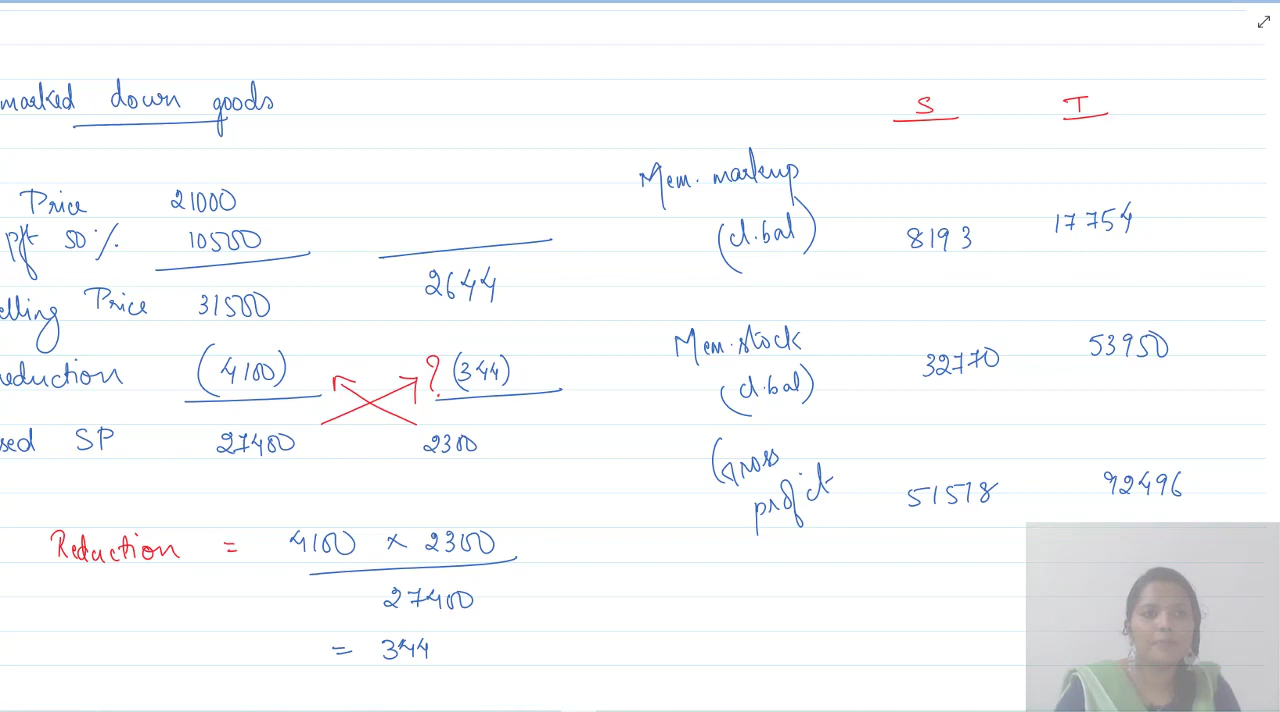 marked down goods
Price 21000
pft 50 % 10500
2644
elling Price 31500
reduction (4100) ? (344)
sed SP 27400 2300
Reduction = 4100 × 2300
27400
= 344
S T
Mem. markup
(cl.bal) 8193 17754
Mem. stock
(cl.bal) 32770 53950
Gross
profit 51518 92496